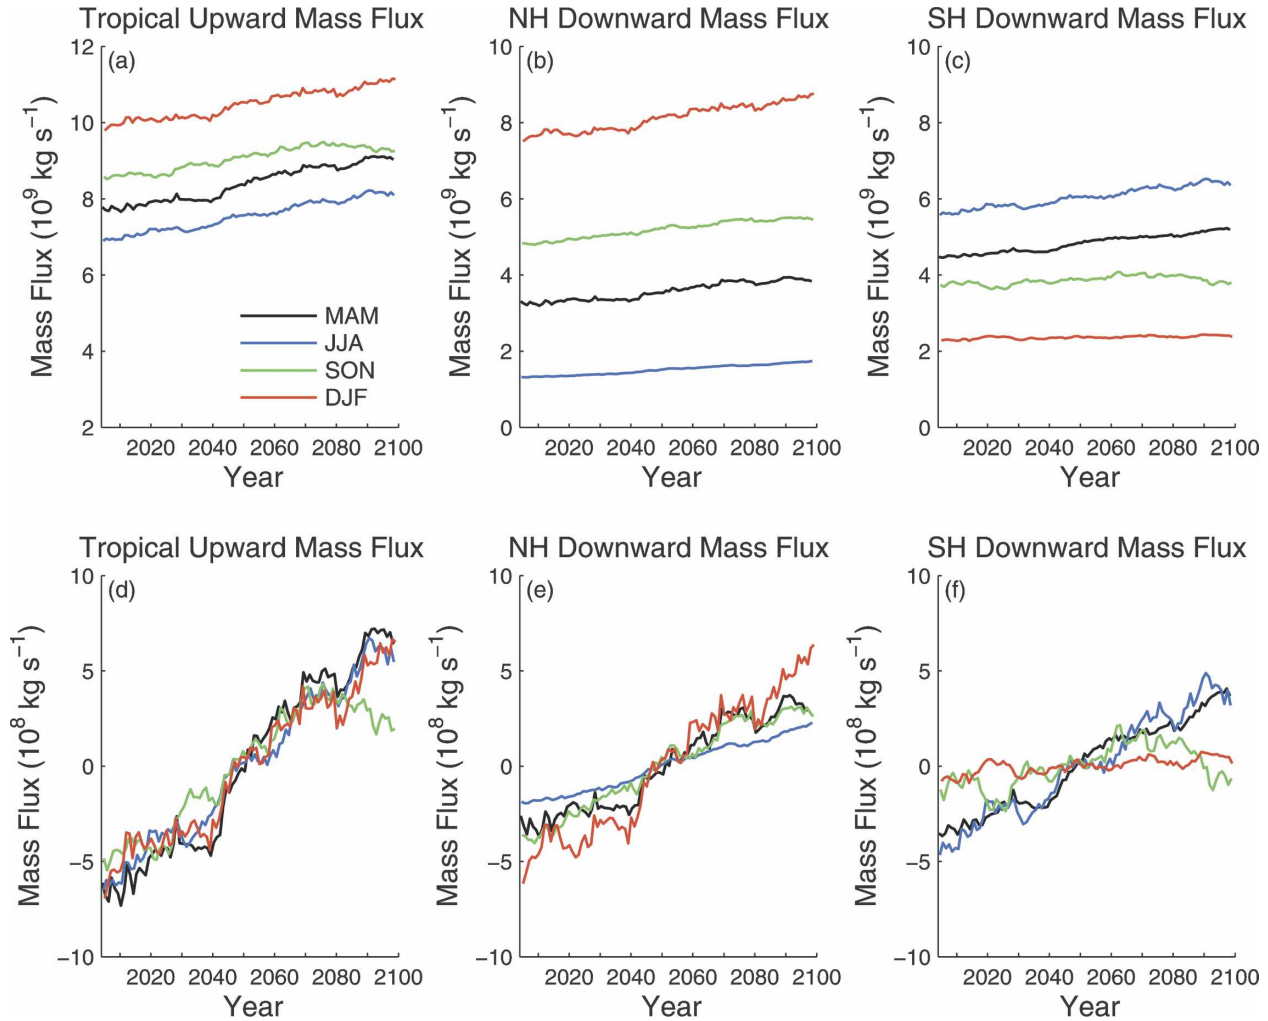 Tropical Upward Mass Flux
NH Downward Mass Flux
SH Downward Mass Flux
(a)
12
10
8
6
4
2
Mass Flux (10⁹ kg s⁻¹)
MAM
JJA
SON
DJF
2020 2040 2060 2080 2100
Year
(b)
10
8
6
4
2
0
Mass Flux (10⁹ kg s⁻¹)
2020 2040 2060 2080 2100
Year
(c)
10
8
6
4
2
0
Mass Flux (10⁹ kg s⁻¹)
2020 2040 2060 2080 2100
Year
Tropical Upward Mass Flux
NH Downward Mass Flux
SH Downward Mass Flux
(d)
10
5
0
−5
−10
Mass Flux (10⁸ kg s⁻¹)
2020 2040 2060 2080 2100
Year
(e)
10
5
0
−5
−10
Mass Flux (10⁸ kg s⁻¹)
2020 2040 2060 2080 2100
Year
(f)
10
5
0
−5
−10
Mass Flux (10⁸ kg s⁻¹)
2020 2040 2060 2080 2100
Year